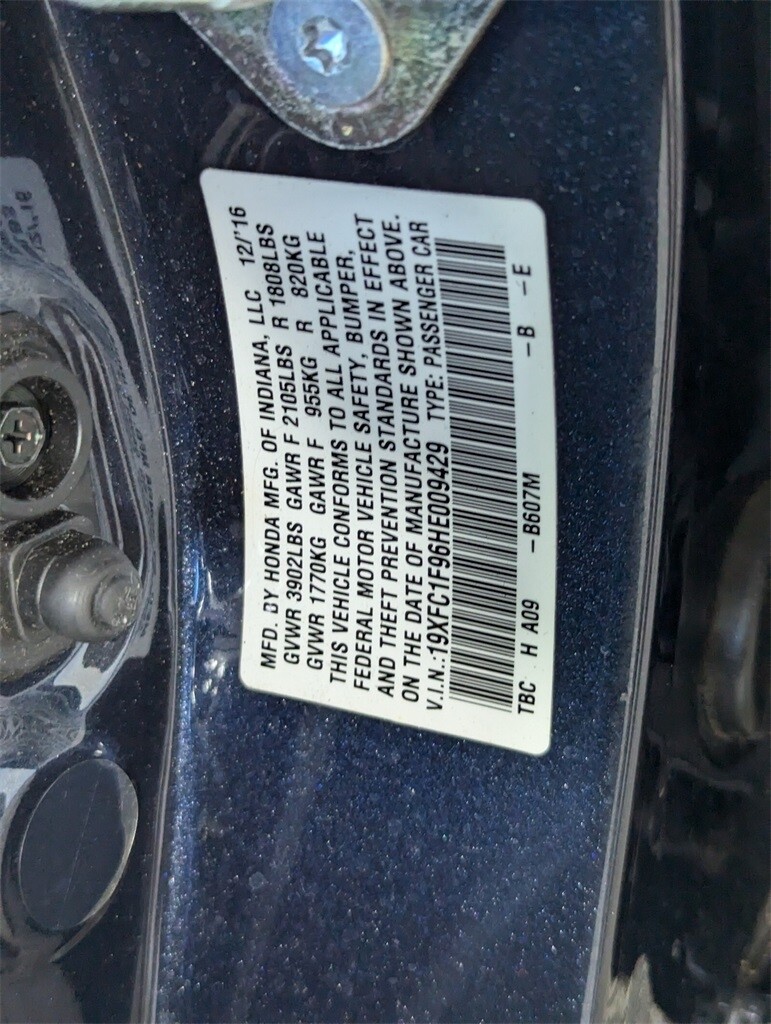 MFD. BY HONDA MFG. OF INDIANA, LLC 12/'16
GVWR 3902LBS GAWR F 2105LBS R 1808LBS
GVWR 1770KG GAWR F 955KG R 820KG
THIS VEHICLE CONFORMS TO ALL APPLICABLE
FEDERAL MOTOR VEHICLE SAFETY, BUMPER,
AND THEFT PREVENTION STANDARDS IN EFFECT
ON THE DATE OF MANUFACTURE SHOWN ABOVE.
V.I.N.:19XFC1F96HE009429 TYPE: PASSENGER CAR
TBC H A09 -B607M -B -E